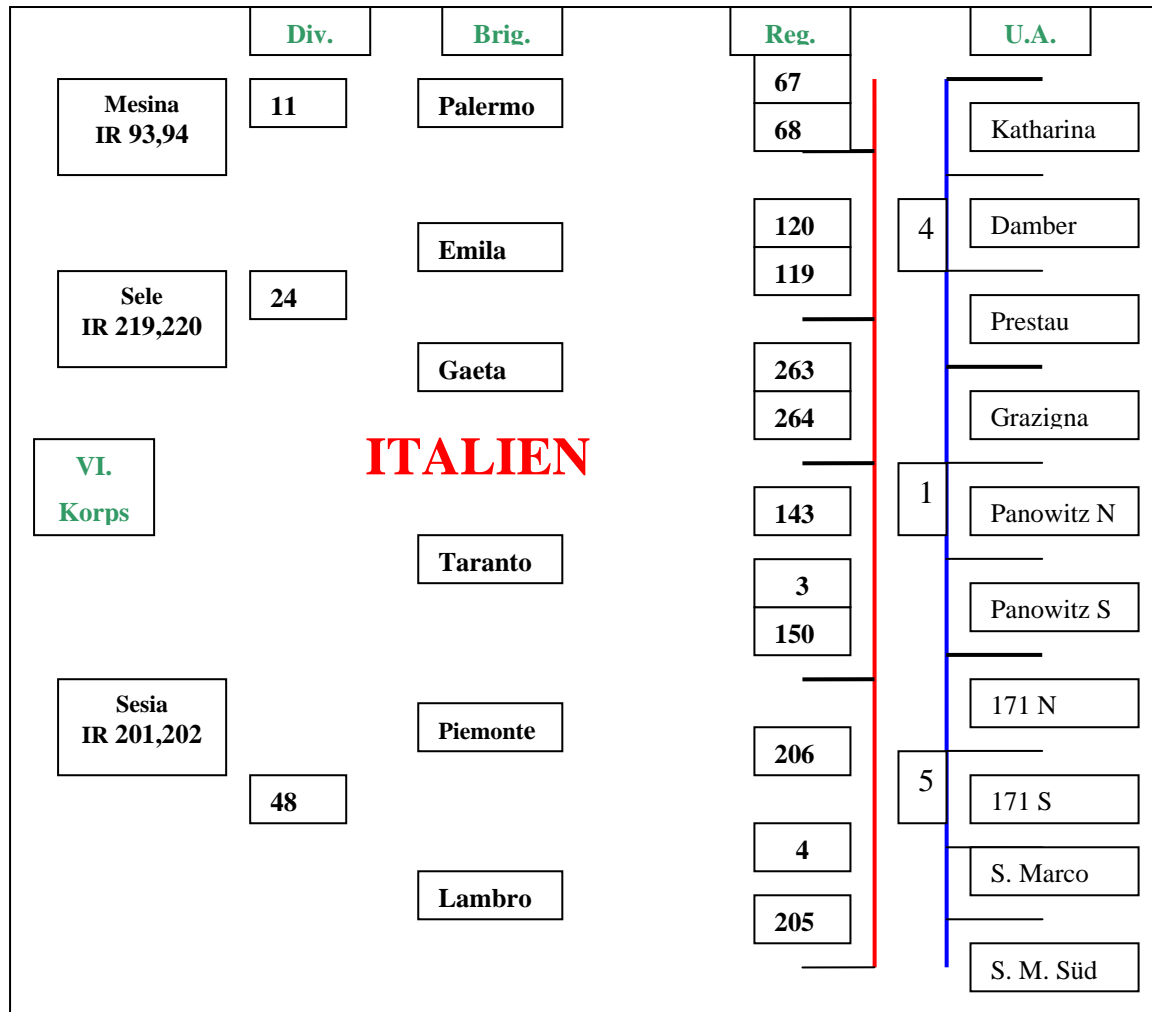 Div.
Brig.
Reg.
U.A.
Mesina
IR 93,94
11
Palermo
67
68
Katharina
Emila
120
119
4
Damber
Sele
IR 219,220
24
Prestau
Gaeta
263
264
Grazigna
ITALIEN
VI.
Korps
143
1
Panowitz N
Taranto
3
150
Panowitz S
Sesia
IR 201,202
Piemonte
206
171 N
48
5
171 S
4
S. Marco
Lambro
205
S. M. Süd